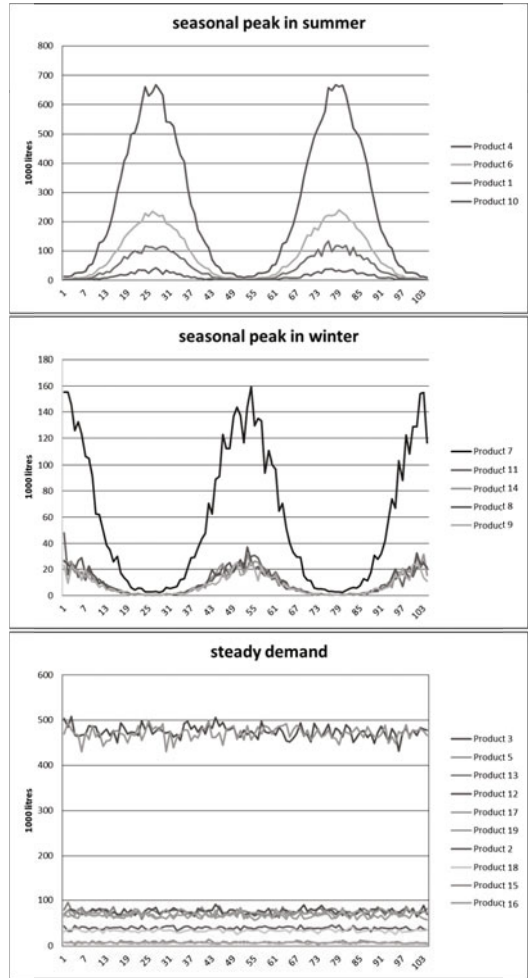 seasonal peak in summer
800
700
600
500
400
300
200
100
0
1000 litres
1 7 13 19 25 31 37 43 49 55 61 67 73 79 85 91 97 103
Product 4
Product 6
Product 1
Product 10
seasonal peak in winter
180
160
140
120
100
80
60
40
20
0
1000 litres
1 7 13 19 25 31 37 43 49 55 61 67 73 79 85 91 97 103
Product 7
Product 11
Product 14
Product 8
Product 9
steady demand
600
500
400
300
200
100
0
1000 litres
1 7 13 19 25 31 37 43 49 55 61 67 73 79 85 91 97 103
Product 3
Product 5
Product 13
Product 12
Product 17
Product 19
Product 2
Product 18
Product 15
Product 16